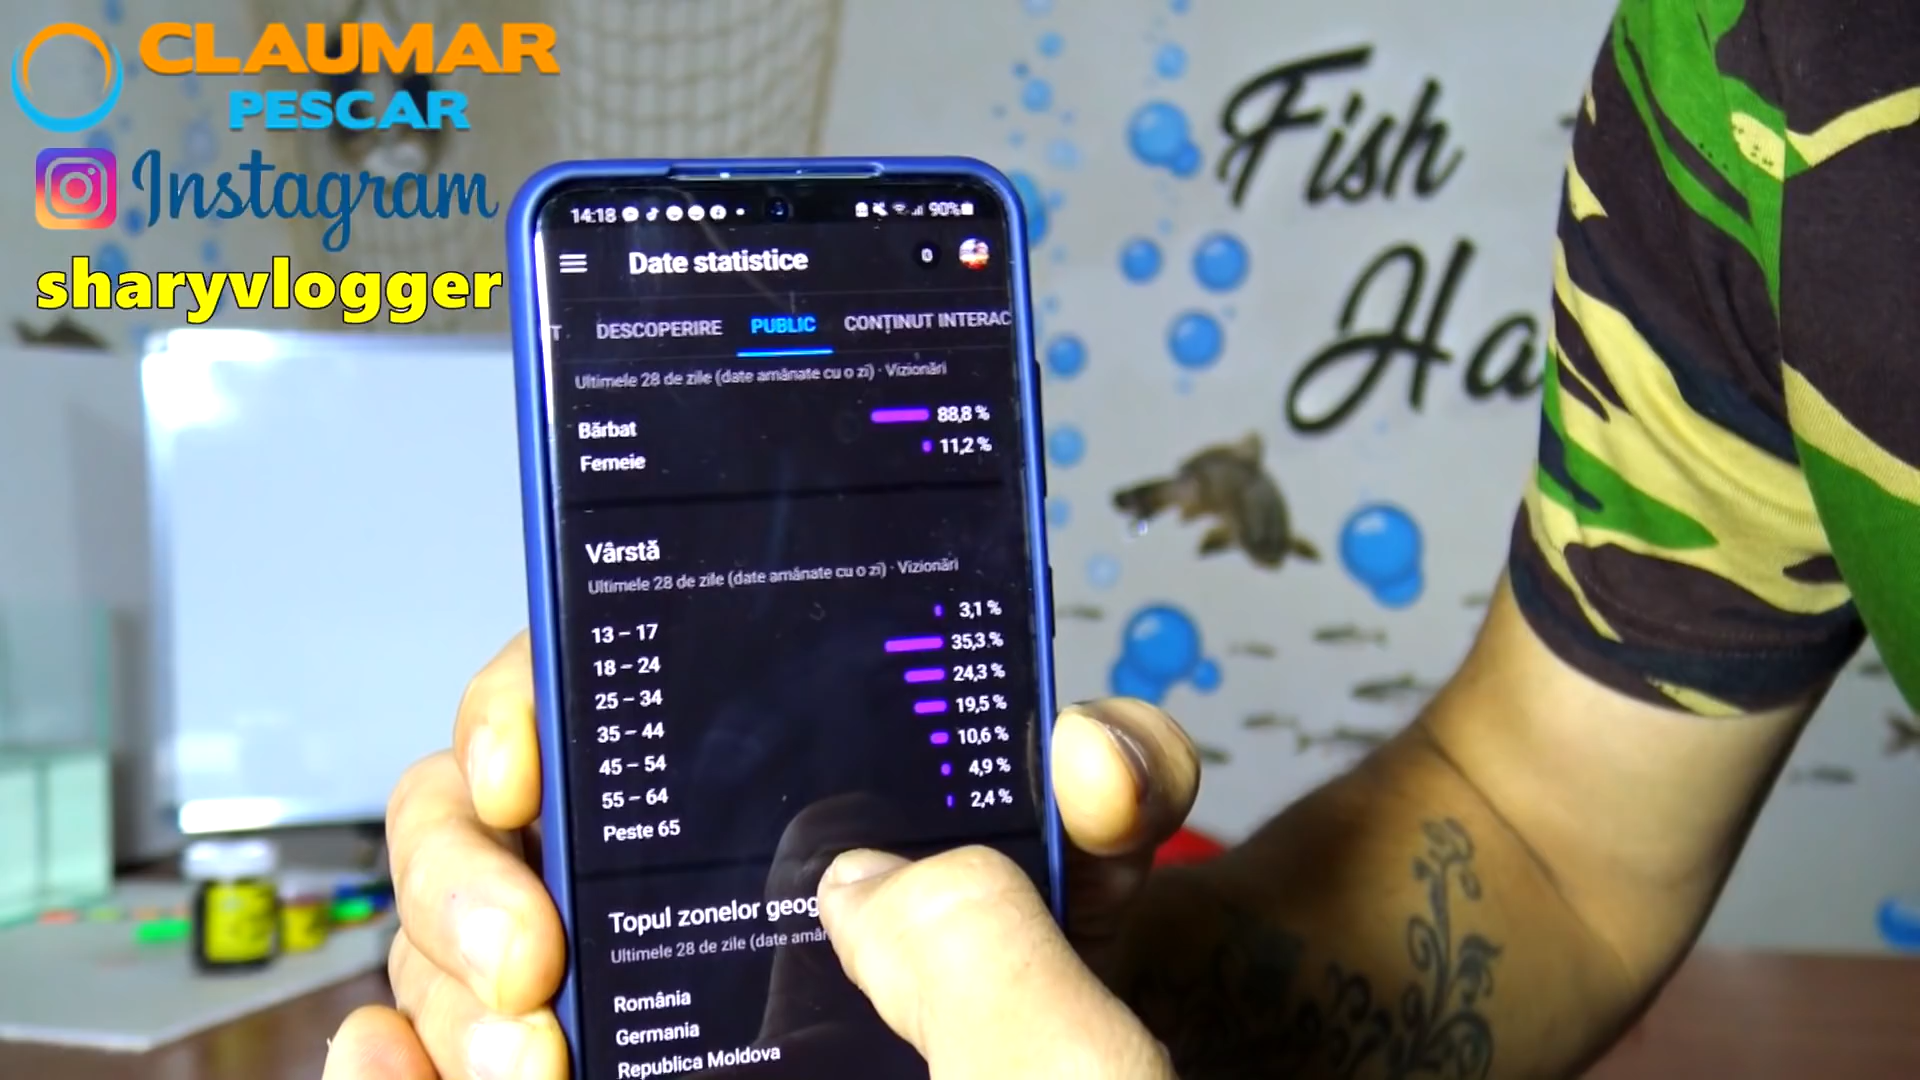 CLAUMAR
PESCAR
Instagram
sharyvlogger
Fish
Ha
14:18
90%
Date statistice
DESCOPERIRE PUBLIC CONȚINUT INTERAC
Ultimele 28 de zile (date amânate cu o zi) · Vizionări
Bărbat 88,8 %
Femeie 11,2 %
Vârstă
Ultimele 28 de zile (date amânate cu o zi) · Vizionări
13 – 17 3,1 %
18 – 24 35,3 %
25 – 34 24,3 %
35 – 44 19,5 %
45 – 54 10,6 %
55 – 64 4,9 %
Peste 65 2,4 %
Topul zonelor geog
Ultimele 28 de zile (date amân
România
Germania
Republica Moldova